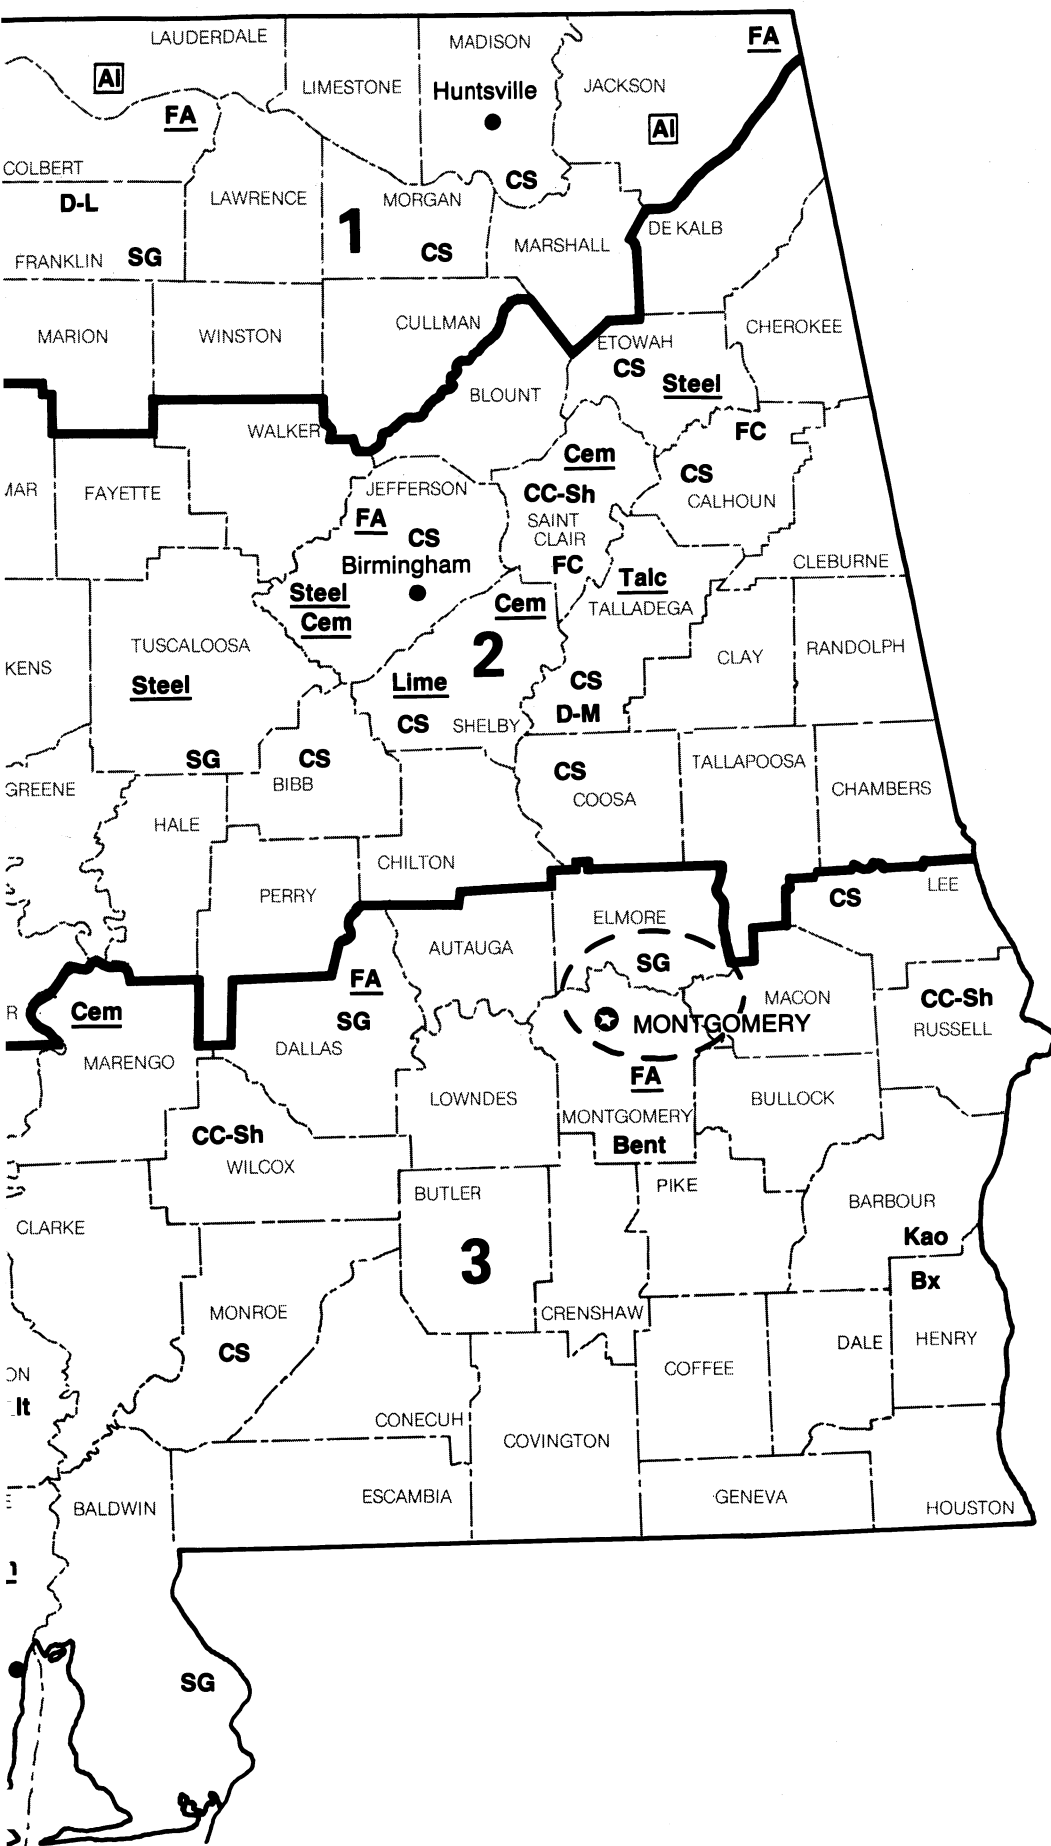 LAUDERDALE
MADISON
FA
Al
LIMESTONE
Huntsville
JACKSON
FA
Al
COLBERT
CS
D-L
LAWRENCE
MORGAN
1
DE KALB
FRANKLIN
SG
CS
MARSHALL
MARION
WINSTON
CULLMAN
CHEROKEE
ETOWAH
CS
Steel
BLOUNT
WALKER
FC
Cem
CS
FAYETTE
JEFFERSON
CC-Sh
CALHOUN
FA
SAINT
CLAIR
CS
Birmingham
FC
CLEBURNE
Talc
Steel
Cem
TALLADEGA
Cem
TUSCALOOSA
2
CLAY
RANDOLPH
KENS
Steel
Lime
CS
CS
SHELBY
D-M
SG
CS
CS
TALLAPOOSA
GREENE
BIBB
COOSA
CHAMBERS
HALE
CHILTON
PERRY
CS
LEE
ELMORE
AUTAUGA
SG
FA
MACON
CC-Sh
Cem
SG
MONTGOMERY
RUSSELL
R
DALLAS
MARENGO
FA
LOWNDES
BULLOCK
MONTGOMERY
CC-Sh
Bent
WILCOX
PIKE
BUTLER
BARBOUR
CLARKE
Kao
3
Bx
MONROE
CRENSHAW
CS
DALE
HENRY
COFFEE
ON
lt
CONECUH
COVINGTON
BALDWIN
ESCAMBIA
GENEVA
HOUSTON
SG